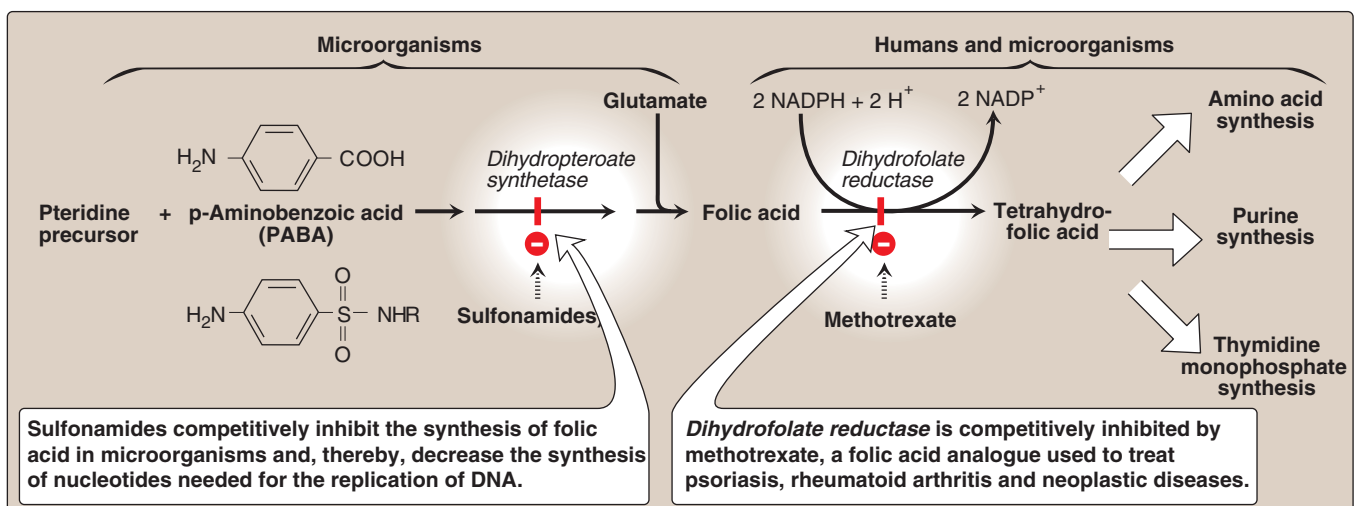 Microorganisms
Humans and microorganisms
Glutamate
2 NADPH + 2 H+
2 NADP+
Amino acid
synthesis
H2N
COOH
Dihydropteroate
synthetase
Dihydrofolate
reductase
Pteridine
precursor
+
p-Aminobenzoic acid
(PABA)
Folic acid
Tetrahydro-
folic acid
Purine
synthesis
H2N
O
S
O
NHR
Sulfonamides,
Methotrexate
Thymidine
monophosphate
synthesis
Sulfonamides competitively inhibit the synthesis of folic
acid in microorganisms and, thereby, decrease the synthesis
of nucleotides needed for the replication of DNA.
Dihydrofolate reductase is competitively inhibited by
methotrexate, a folic acid analogue used to treat
psoriasis, rheumatoid arthritis and neoplastic diseases.